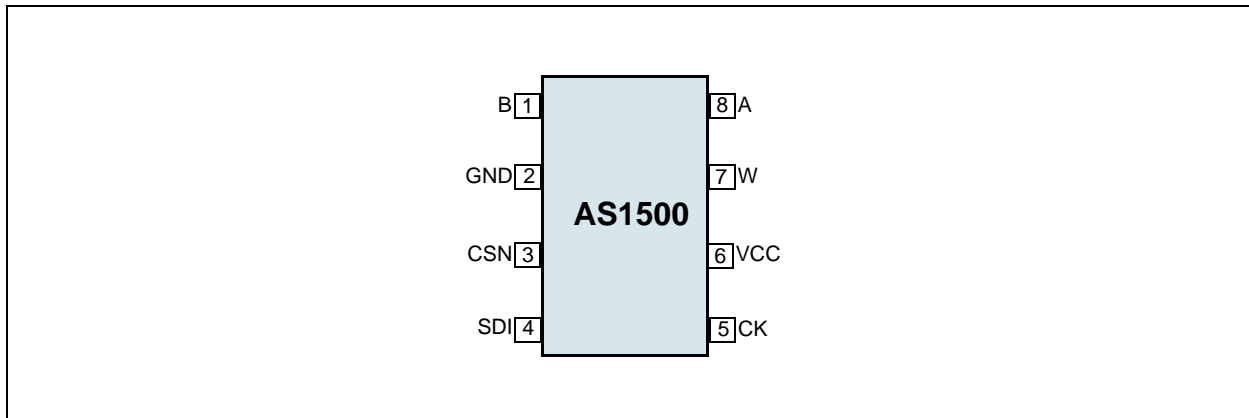 B 1
8 A
GND 2
7 W
AS1500
CSN 3
6 VCC
SDI 4
5 CK